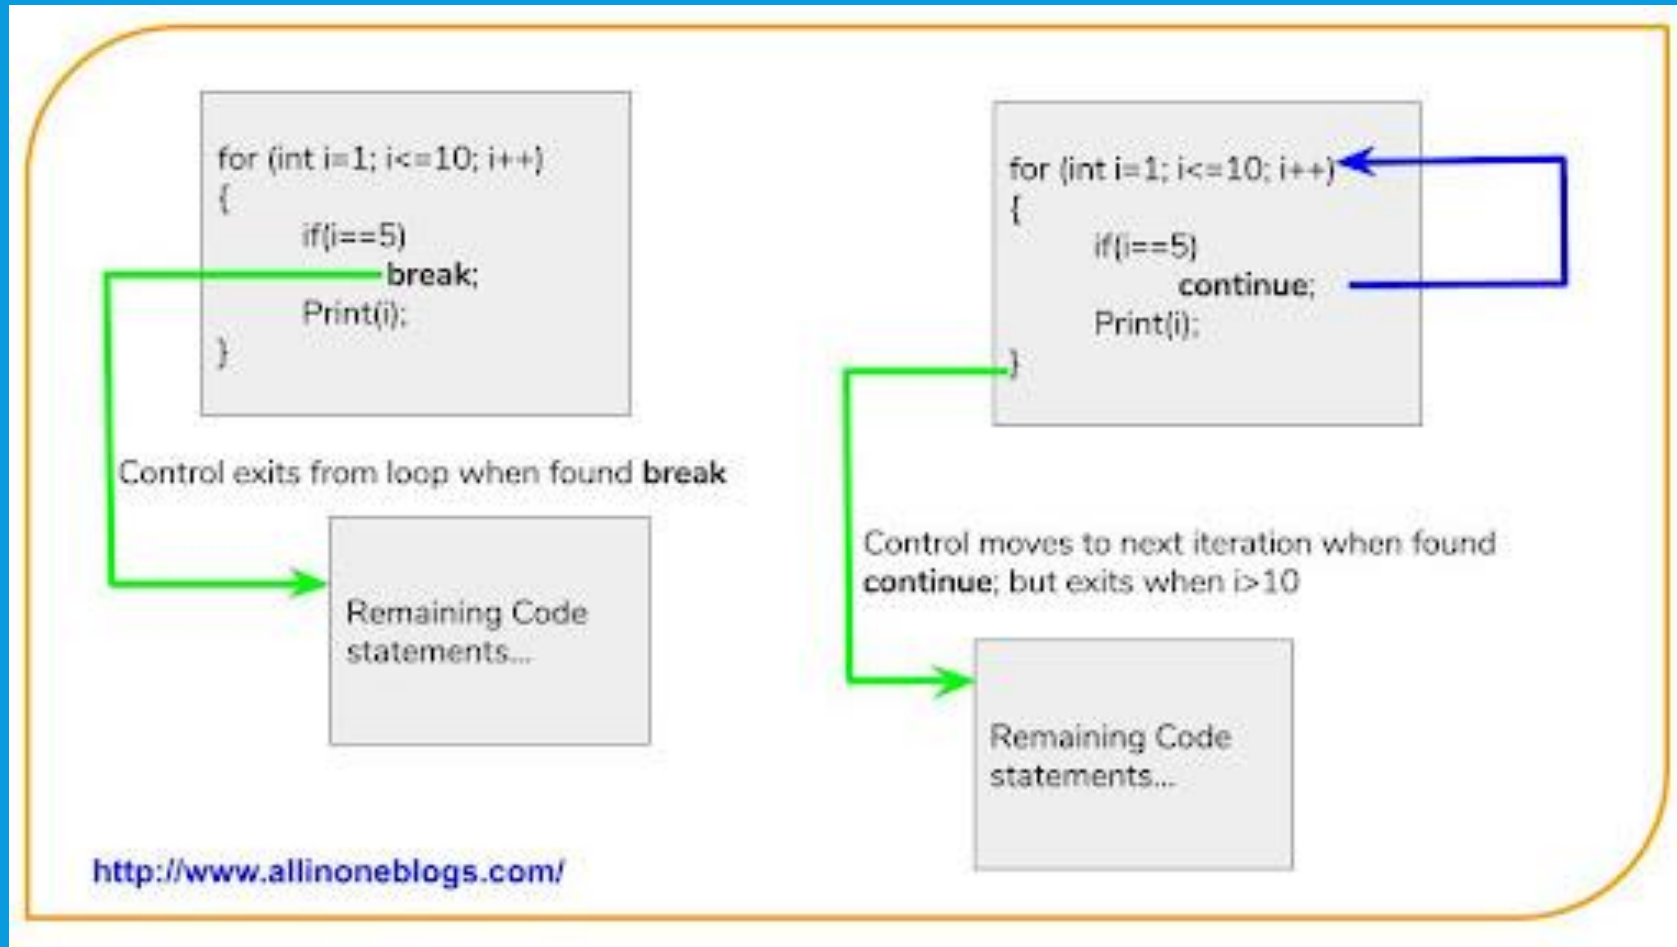 for (int i=1; i<=10; i++)
{
if(i==5)
break;
Print(i);
}
Control exits from loop when found break
Remaining Code
statements...
for (int i=1; i<=10; i++)
{
if(i==5)
continue;
Print(i);
}
Control moves to next iteration when found
continue; but exits when i>10
Remaining Code
statements...
http://www.allinoneblogs.com/